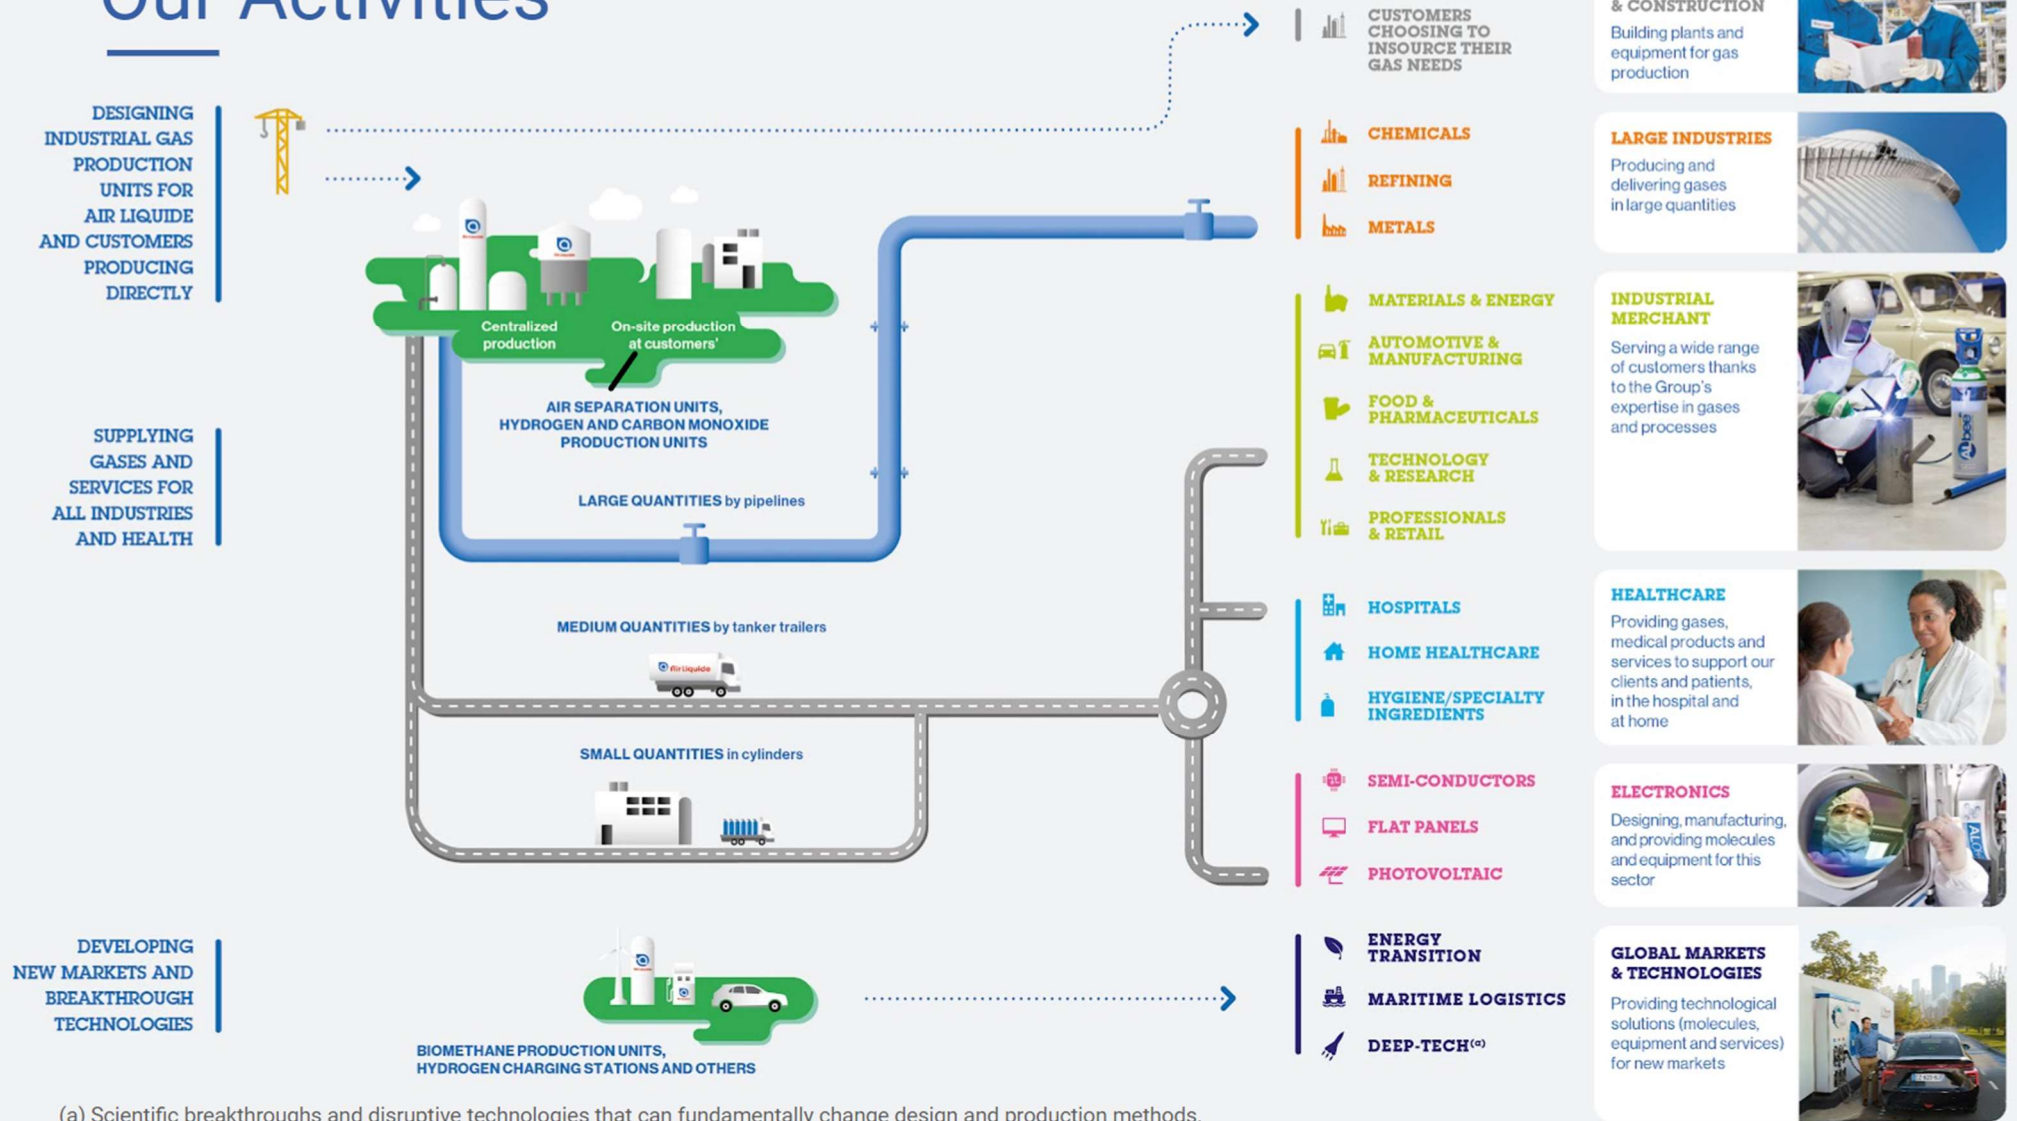 Our Activities
DESIGNING
INDUSTRIAL GAS
PRODUCTION
UNITS FOR
AIR LIQUIDE
AND CUSTOMERS
PRODUCING
DIRECTLY
SUPPLYING
GASES AND
SERVICES FOR
ALL INDUSTRIES
AND HEALTH
DEVELOPING
NEW MARKETS AND
BREAKTHROUGH
TECHNOLOGIES
Centralized
production
On-site production
at customers'
AIR SEPARATION UNITS,
HYDROGEN AND CARBON MONOXIDE
PRODUCTION UNITS
LARGE QUANTITIES by pipelines
MEDIUM QUANTITIES by tanker trailers
Air Liquide
SMALL QUANTITIES in cylinders
BIOMETHANE PRODUCTION UNITS,
HYDROGEN CHARGING STATIONS AND OTHERS
CUSTOMERS
CHOOSING TO
INSOURCE THEIR
GAS NEEDS
CHEMICALS
REFINING
METALS
MATERIALS & ENERGY
AUTOMOTIVE &
MANUFACTURING
FOOD &
PHARMACEUTICALS
TECHNOLOGY
& RESEARCH
PROFESSIONALS
& RETAIL
HOSPITALS
HOME HEALTHCARE
HYGIENE/SPECIALTY
INGREDIENTS
SEMI-CONDUCTORS
FLAT PANELS
PHOTOVOLTAIC
ENERGY
TRANSITION
MARITIME LOGISTICS
DEEP-TECH(a)
& CONSTRUCTION
Building plants and
equipment for gas
production
LARGE INDUSTRIES
Producing and
delivering gases
in large quantities
INDUSTRIAL
MERCHANT
Serving a wide range
of customers thanks
to the Group's
expertise in gases
and processes
ALbee
HEALTHCARE
Providing gases,
medical products and
services to support our
clients and patients,
in the hospital and
at home
ELECTRONICS
Designing, manufacturing,
and providing molecules
and equipment for this
sector
GLOBAL MARKETS
& TECHNOLOGIES
Providing technological
solutions (molecules,
equipment and services)
for new markets
(a) Scientific breakthroughs and disruptive technologies that can fundamentally change design and production methods.